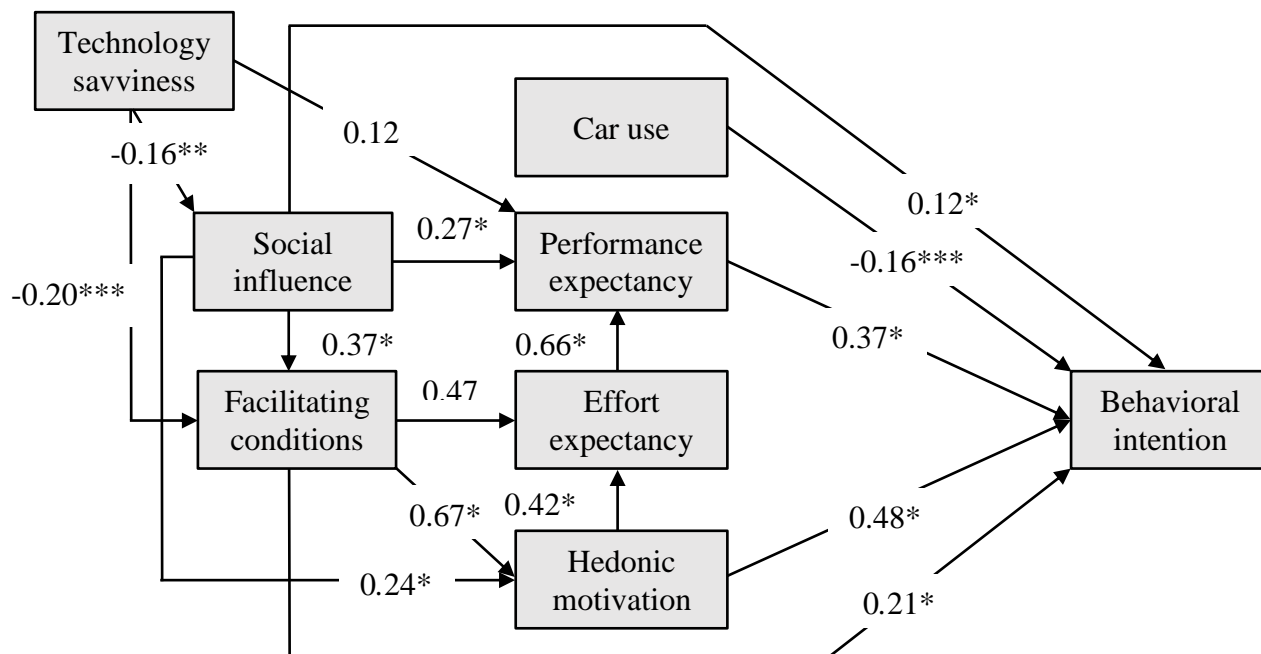 Technology
savviness
Car use
0.12
-0.16**
0.12*
Social
influence
0.27*
Performance
expectancy
-0.16***
-0.20***
0.37*
0.66*
0.37*
Facilitating
conditions
0.47
Effort
expectancy
Behavioral
intention
0.67*
0.42*
0.48*
Hedonic
motivation
0.24*
0.21*